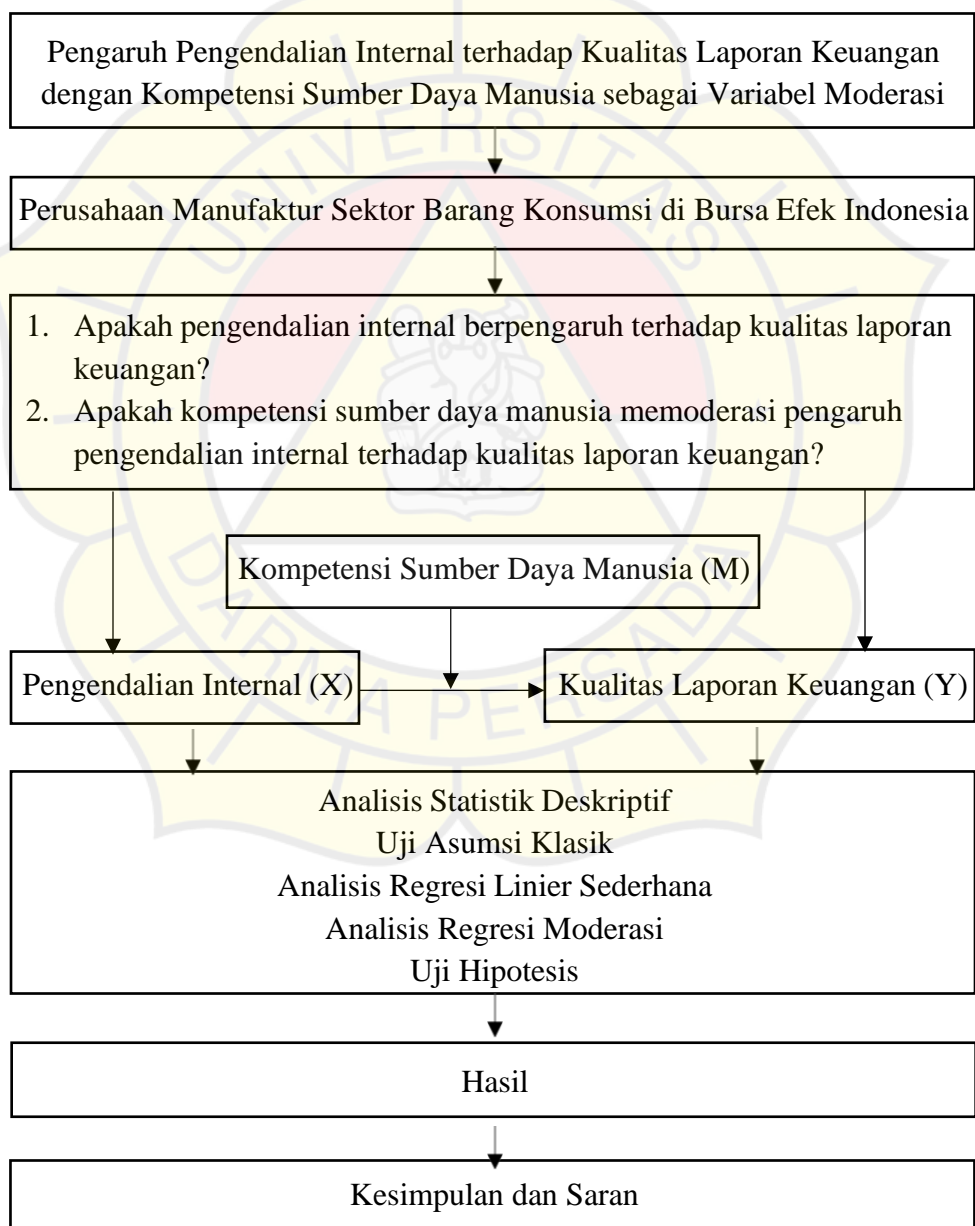 Pengaruh Pengendalian Internal terhadap Kualitas Laporan Keuangan
dengan Kompetensi Sumber Daya Manusia sebagai Variabel Moderasi
Perusahaan Manufaktur Sektor Barang Konsumsi di Bursa Efek Indonesia
1. Apakah pengendalian internal berpengaruh terhadap kualitas laporan
keuangan?
2. Apakah kompetensi sumber daya manusia memoderasi pengaruh
pengendalian internal terhadap kualitas laporan keuangan?
Kompetensi Sumber Daya Manusia (M)
Pengendalian Internal (X)
Kualitas Laporan Keuangan (Y)
Analisis Statistik Deskriptif
Uji Asumsi Klasik
Analisis Regresi Linier Sederhana
Analisis Regresi Moderasi
Uji Hipotesis
Hasil
Kesimpulan dan Saran
UNIVERSITAS
DARMA PERSADA